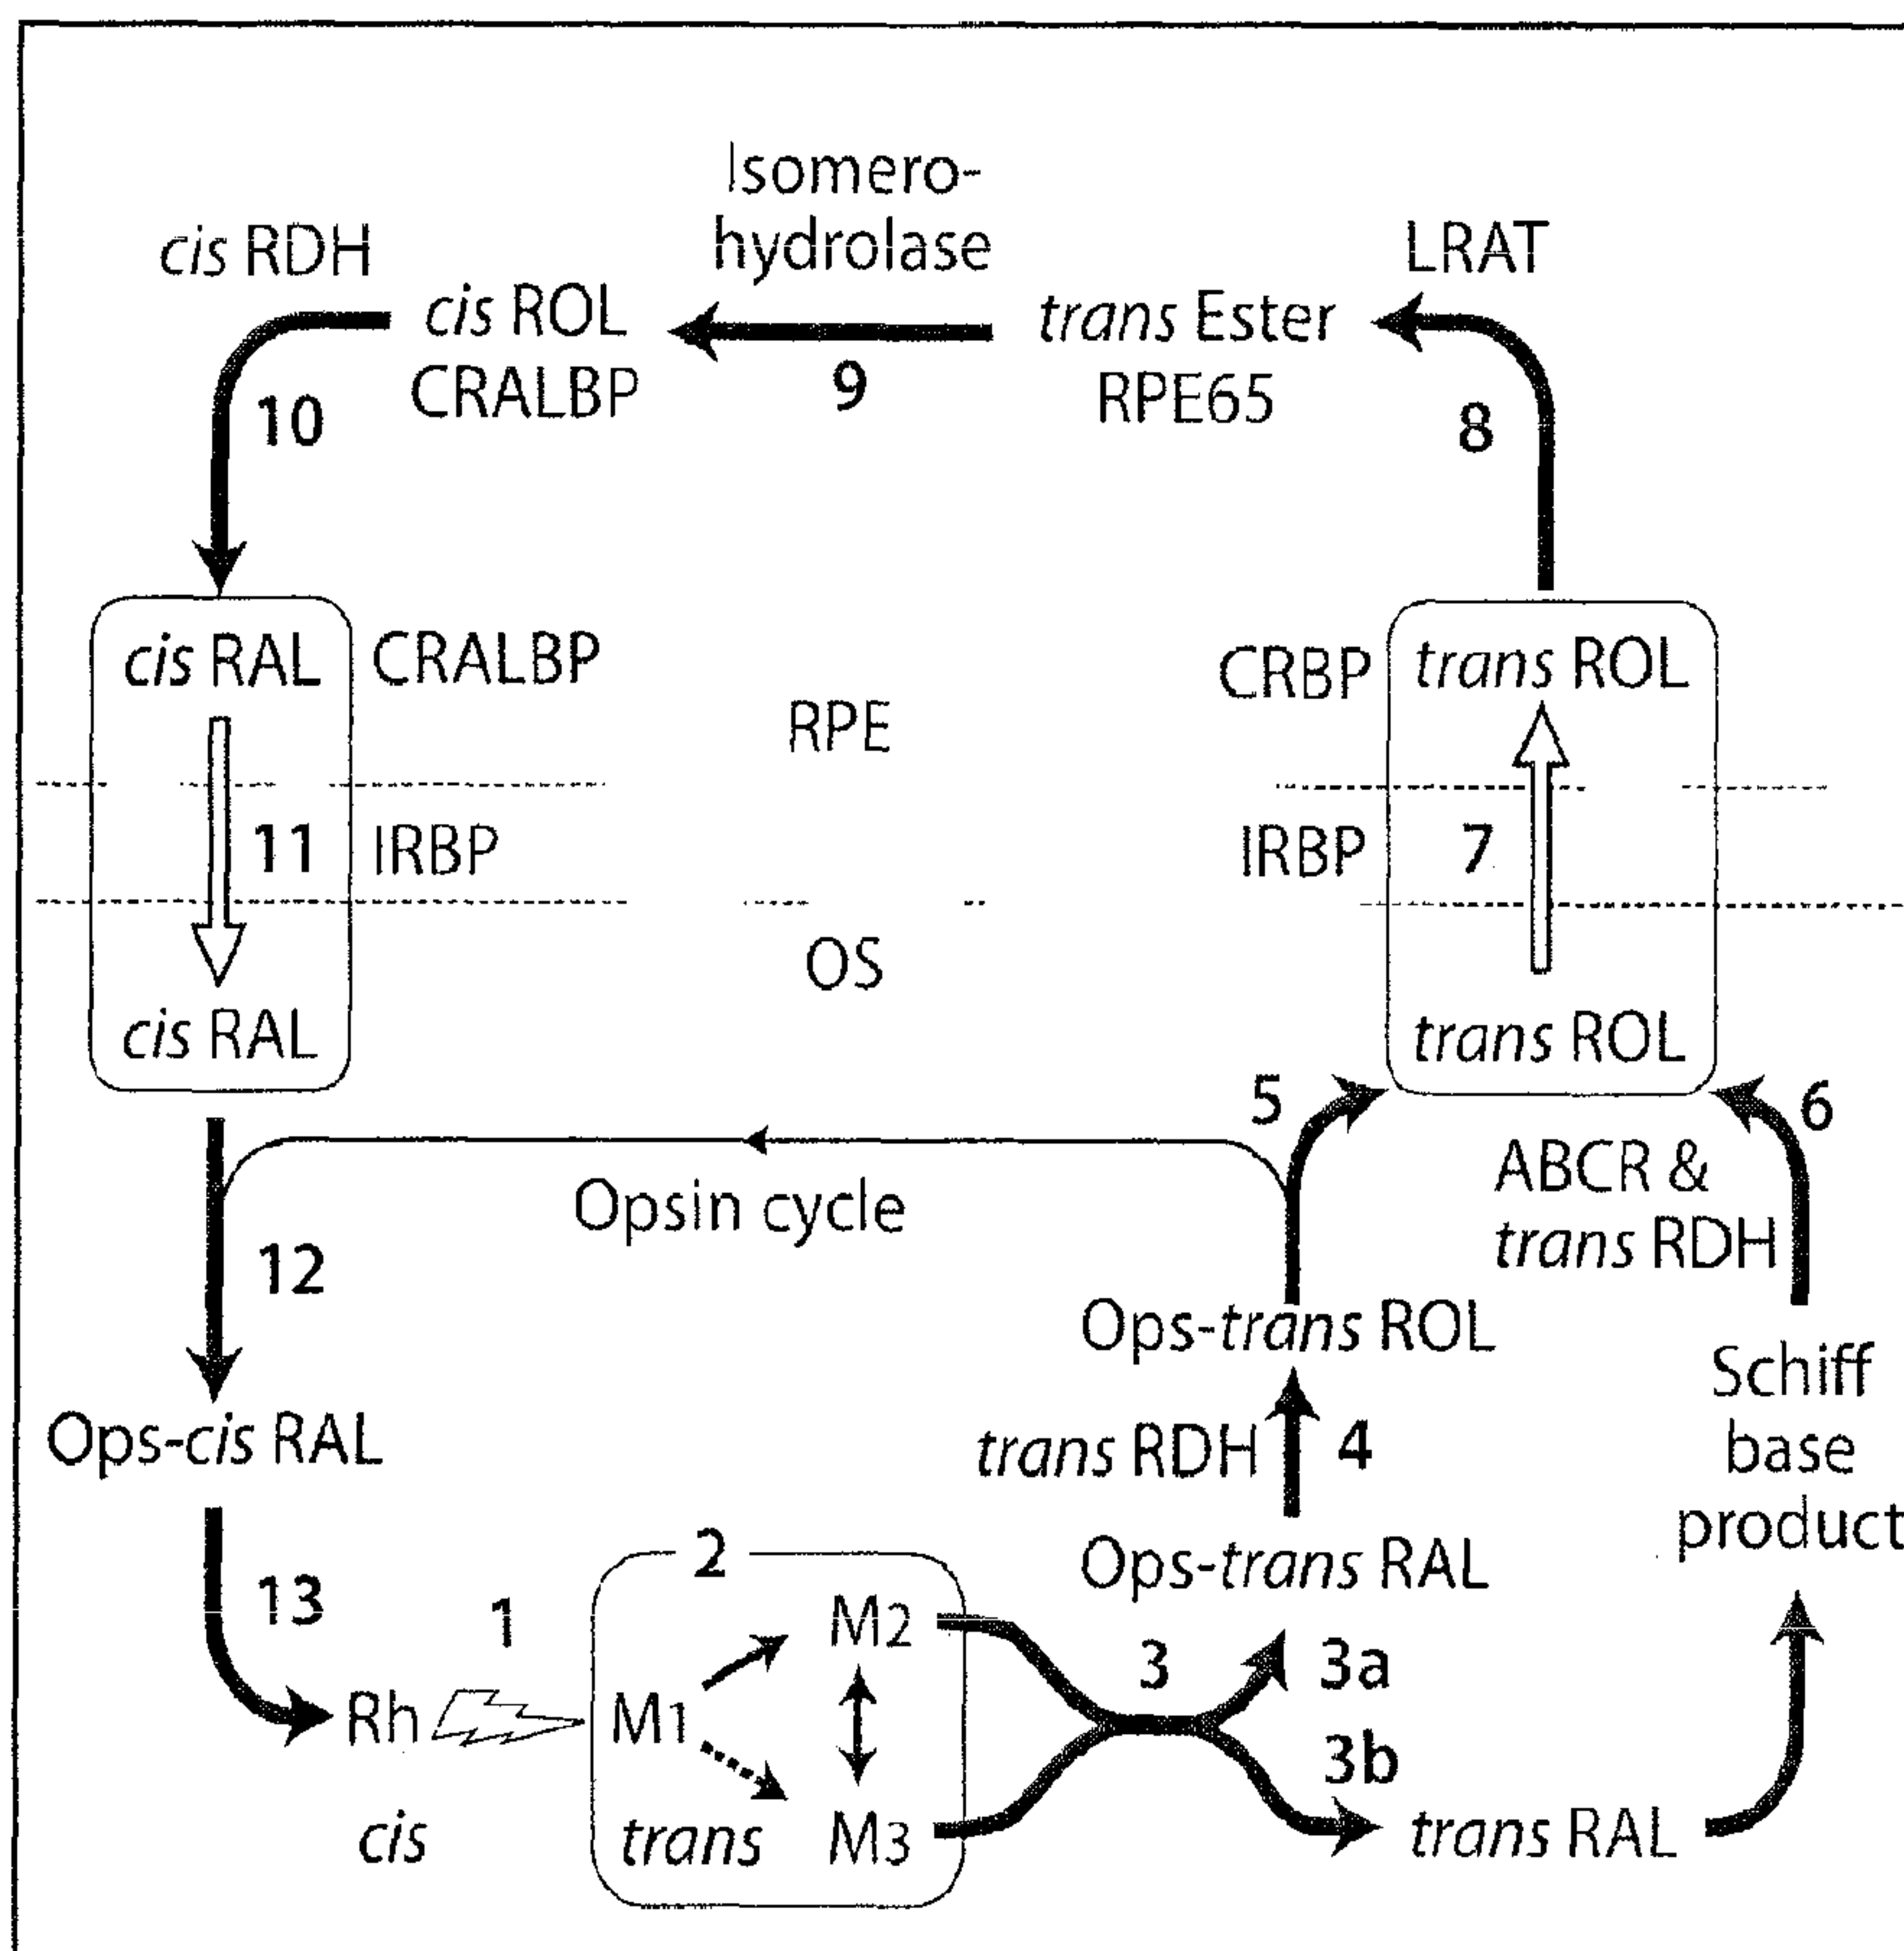 Isomero-
hydrolase
cis RDH
LRAT
cis ROL
CRALBP
trans Ester
RPE65
9
10
8
cis RAL
CRALBP
RPE
CRBP
trans ROL
11
IRBP
IRBP
7
OS
cis RAL
trans ROL
5
6
Opsin cycle
ABCR &
trans RDH
12
Ops-trans ROL
Schiff
base
product
Ops-cis RAL
trans RDH
4
Ops-trans RAL
2
13
1
M2
3
3a
Rh
M1
3b
cis
trans
M3
trans RAL